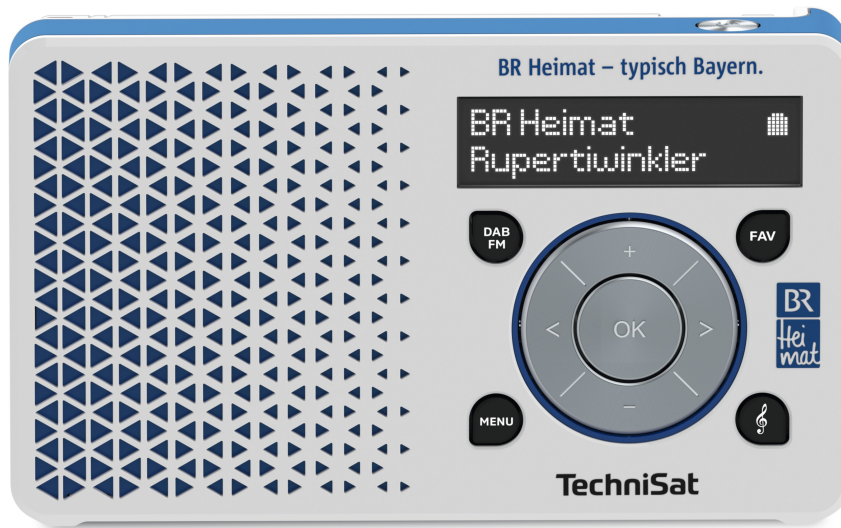 BR Heimat – typisch Bayern.
BR Heimat
Rupertiwinkler
DAB
FM
FAV
+
< OK >
–
BR
Hei
mat
MENU
TechniSat